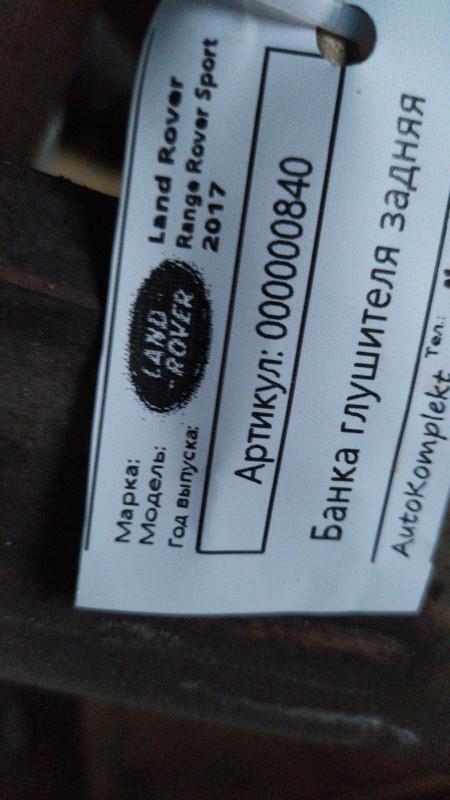 Марка: Land Rover
Модель: Range Rover Sport
Год выпуска: 2017
LAND
-ROVER
Артикул: 000000840
Банка глушителя задняя
AutoKomplekt Тел.: